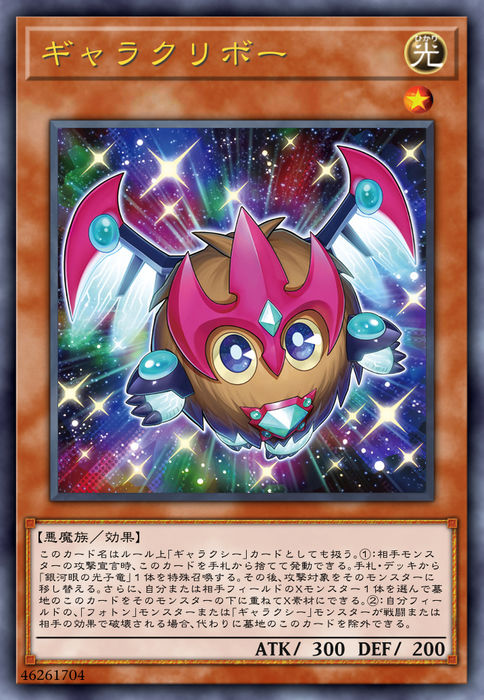 ギャラクリボー
ひかり
光
【悪魔族／効果】
このカード名はルール上「ギャラクシー」カードとしても扱う。①：相手モンス
ターの攻撃宣言時、このカードを手札から捨てて発動できる。手札・デッキから
「銀河眼の光子竜」１体を特殊召喚する。その後、攻撃対象をそのモンスターに
移し替える。さらに、自分または相手フィールドのXモンスター１体を選んで墓
地のこのカードをそのモンスターの下に重ねてX素材にできる。②：自分フィー
ルドの、「フォトン」モンスターまたは「ギャラクシー」モンスターが戦闘または
相手の効果で破壊される場合、代わりに墓地のこのカードを除外できる。
ATK/ 300 DEF/ 200
46261704